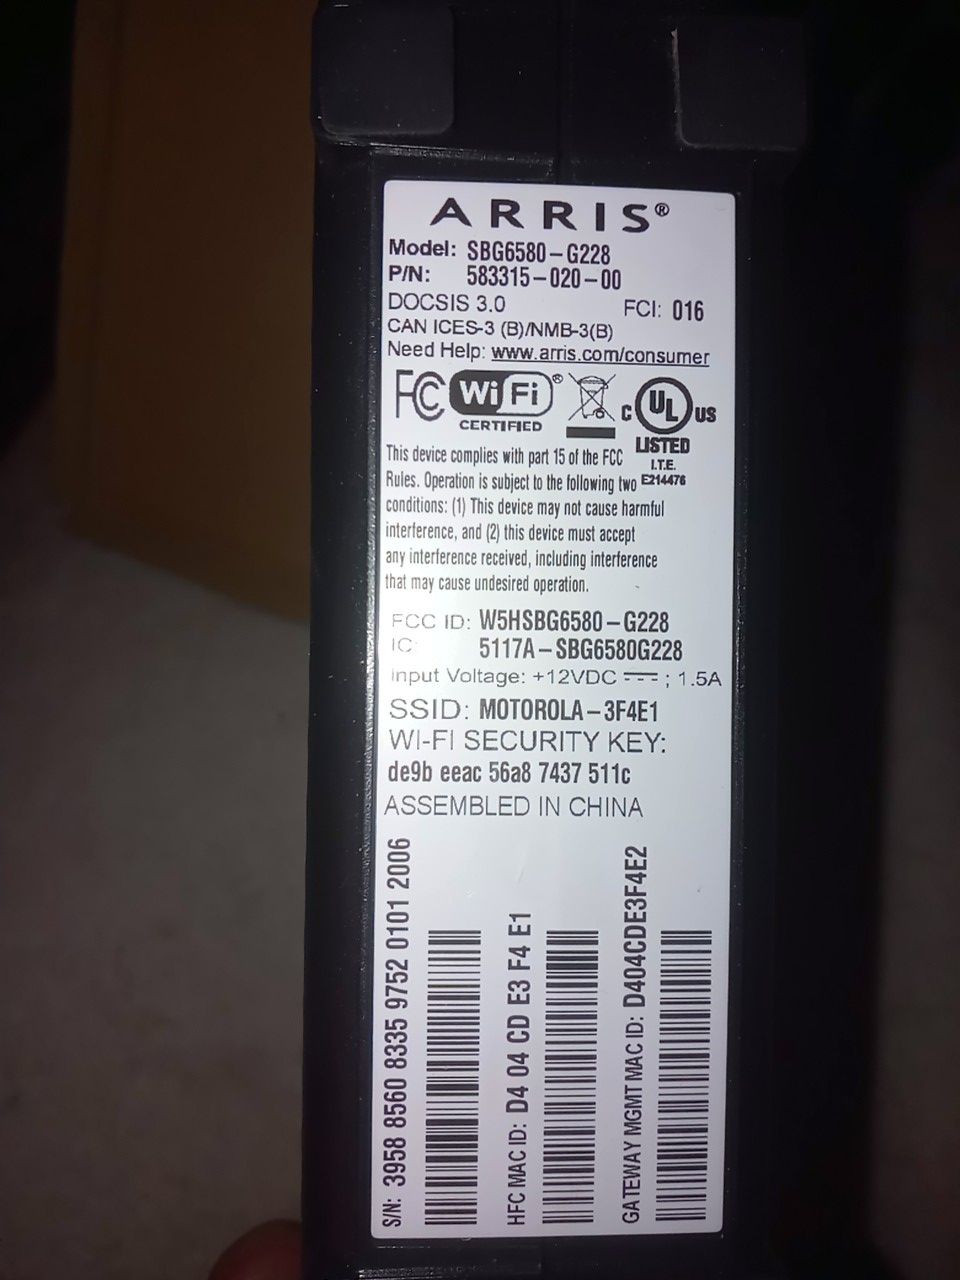 ARRIS®
Model: SBG6580-G228
P/N: 583315-020-00
DOCSIS 3.0 FCI: 016
CAN ICES-3 (B)/NMB-3(B)
Need Help: www.arris.com/consumer
FC Wi Fi® C UL US
CERTIFIED
LISTED
I.T.E.
E214476
This device complies with part 15 of the FCC
Rules. Operation is subject to the following two
conditions: (1) This device may not cause harmful
interference, and (2) this device must accept
any interference received, including interference
that may cause undesired operation.
FCC ID: W5HSBG6580-G228
IC: 5117A-SBG6580G228
Input Voltage: +12VDC ⎓ ; 1.5A
SSID: MOTOROLA-3F4E1
WI-FI SECURITY KEY:
de9b eeac 56a8 7437 511c
ASSEMBLED IN CHINA
S/N: 3958 8560 8335 9752 0101 2006
HFC MAC ID: D4 04 CD E3 F4 E1
GATEWAY MGMT MAC ID: D404CDE3F4E2